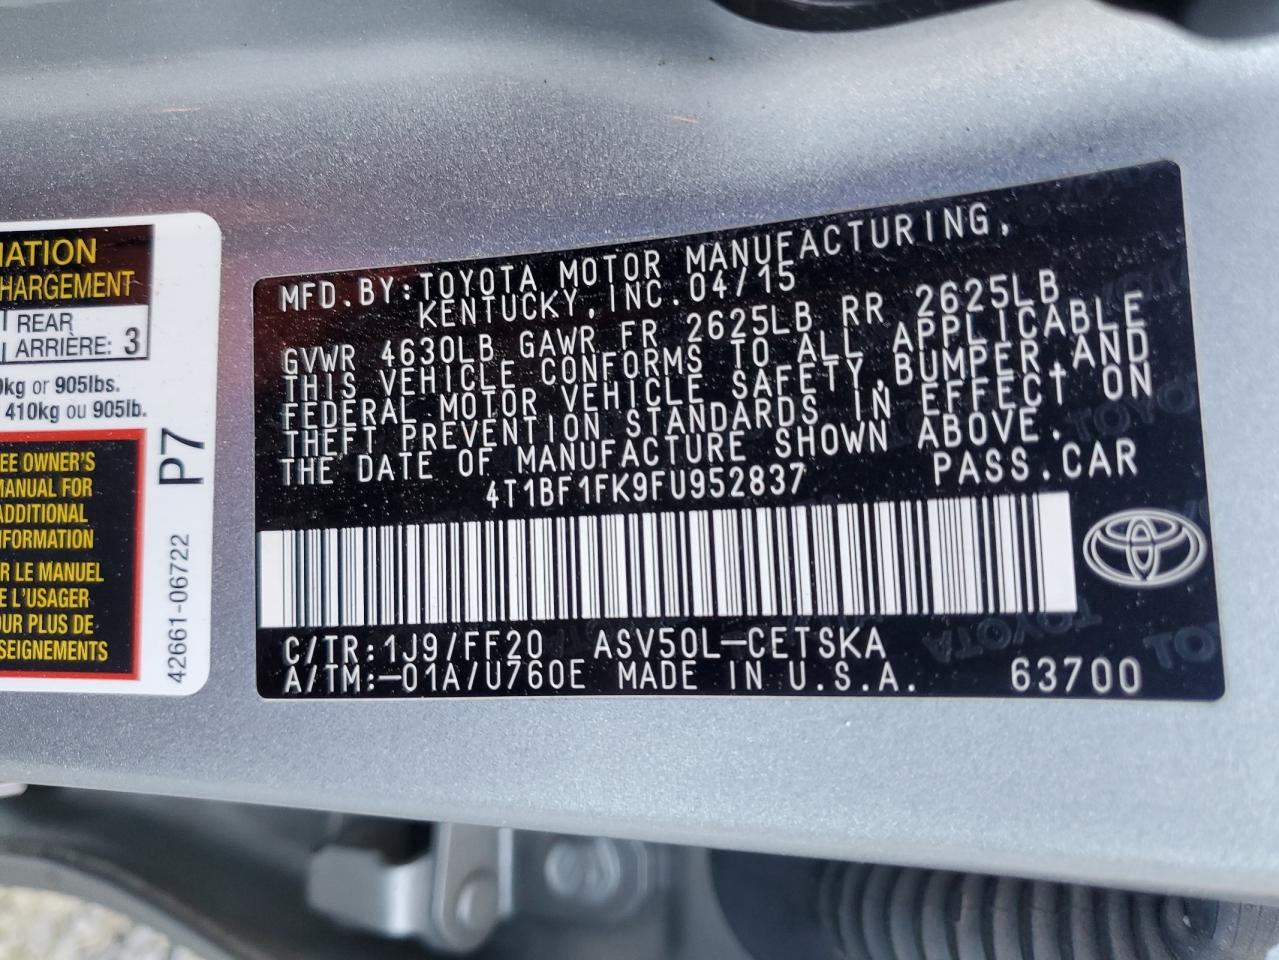 MATION
CHARGEMENT
REAR
ARRIÈRE: 3
kg or 905lbs.
410kg ou 905lb.
SEE OWNER'S
MANUAL FOR
ADDITIONAL
INFORMATION
R LE MANUEL
E L'USAGER
OUR PLUS DE
SEIGNEMENTS
P7
42661-06722
MFD.BY:TOYOTA MOTOR MANUFACTURING,
KENTUCKY, INC.04/15
GVWR 4630LB GAWR FR 2625LB RR 2625LB
THIS VEHICLE CONFORMS TO ALL APPLICABLE
FEDERAL MOTOR VEHICLE SAFETY,BUMPER,AND
THEFT PREVENTION STANDARDS IN EFFECT ON
THE DATE OF MANUFACTURE SHOWN ABOVE.
4T1BF1FK9FU952837 PASS.CAR
C/TR:1J9/FF20 ASV50L-CETSKA
A/TM:-01A/U760E MADE IN U.S.A. 63700